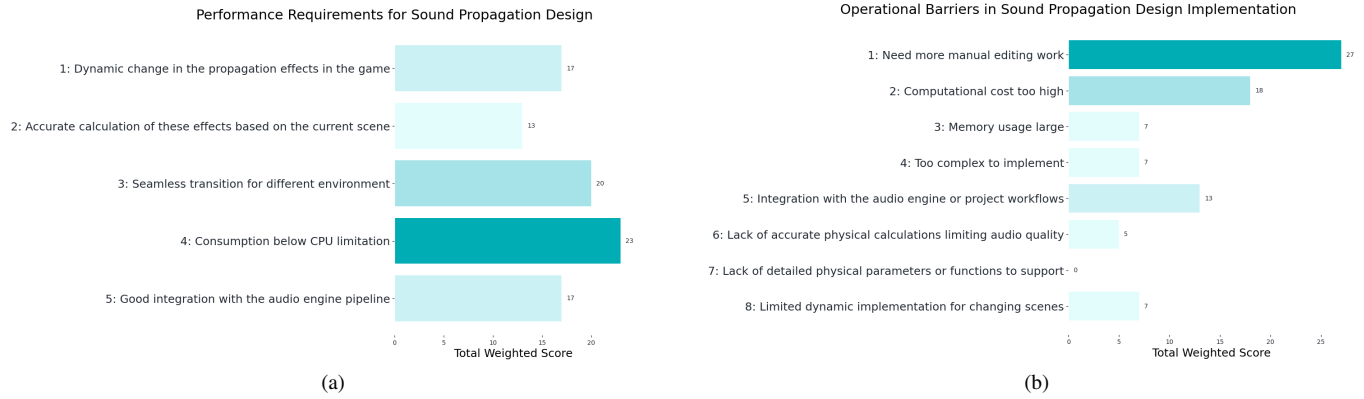 Performance Requirements for Sound Propagation Design
1: Dynamic change in the propagation effects in the game
17
2: Accurate calculation of these effects based on the current scene
13
3: Seamless transition for different environment
20
4: Consumption below CPU limitation
23
5: Good integration with the audio engine pipeline
17
0 5 10 15 20
Total Weighted Score
(a)
Operational Barriers in Sound Propagation Design Implementation
1: Need more manual editing work
27
2: Computational cost too high
18
3: Memory usage large
7
4: Too complex to implement
7
5: Integration with the audio engine or project workflows
13
6: Lack of accurate physical calculations limiting audio quality
5
7: Lack of detailed physical parameters or functions to support
0
8: Limited dynamic implementation for changing scenes
7
0 5 10 15 20 25
Total Weighted Score
(b)